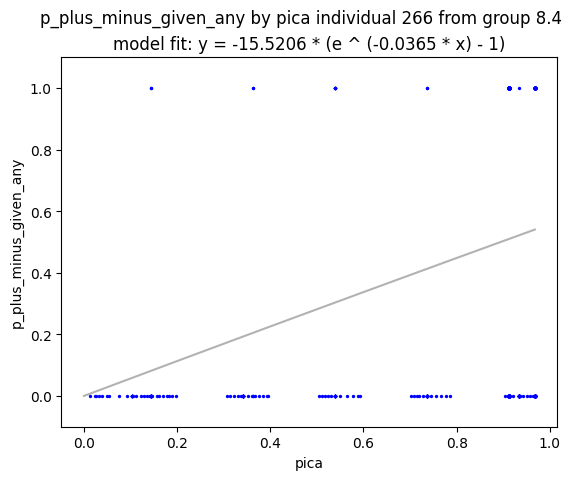 p_plus_minus_given_any by pica individual 266 from group 8.4
model fit: y = -15.5206 * (e ^ (-0.0365 * x) - 1)
1.0
0.8
0.6
0.4
0.2
0.0
p_plus_minus_given_any
0.0 0.2 0.4 0.6 0.8 1.0
pica